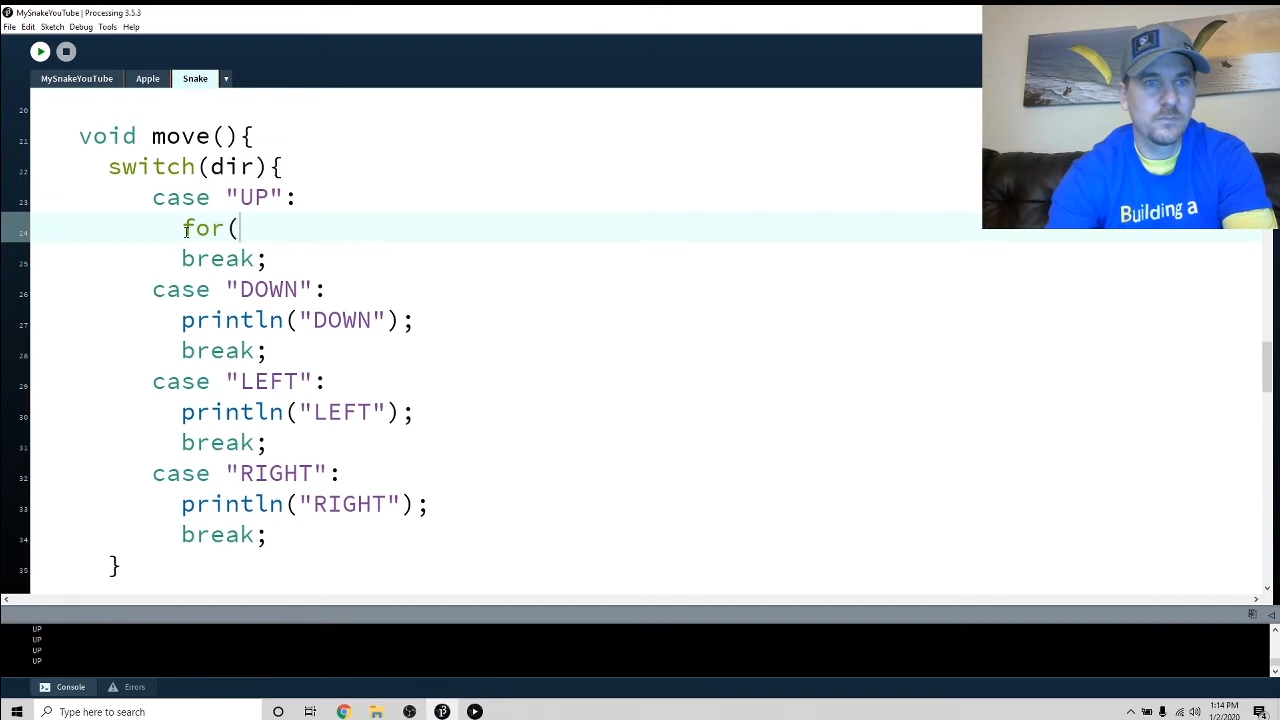 MySnakeYouTube | Processing 3.5.3
File Edit Sketch Debug Tools Help
MySnakeYouTube Apple Snake
20
21 void move(){
22 switch(dir){
23 case "UP":
24 for(
25 break;
26 case "DOWN":
27 println("DOWN");
28 break;
29 case "LEFT":
30 println("LEFT");
31 break;
32 case "RIGHT":
33 println("RIGHT");
34 break;
35 }
Building a
UP
UP
UP
UP
Console Errors
Type here to search
1:14 PM
1/2/2020